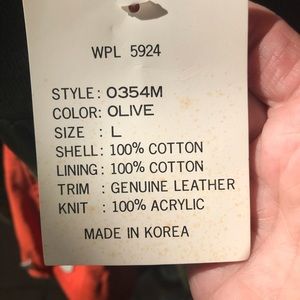 WPL 5924
STYLE: 0354M
COLOR: OLIVE
SIZE : L
SHELL: 100% COTTON
LINING: 100% COTTON
TRIM : GENUINE LEATHER
KNIT : 100% ACRYLIC
MADE IN KOREA